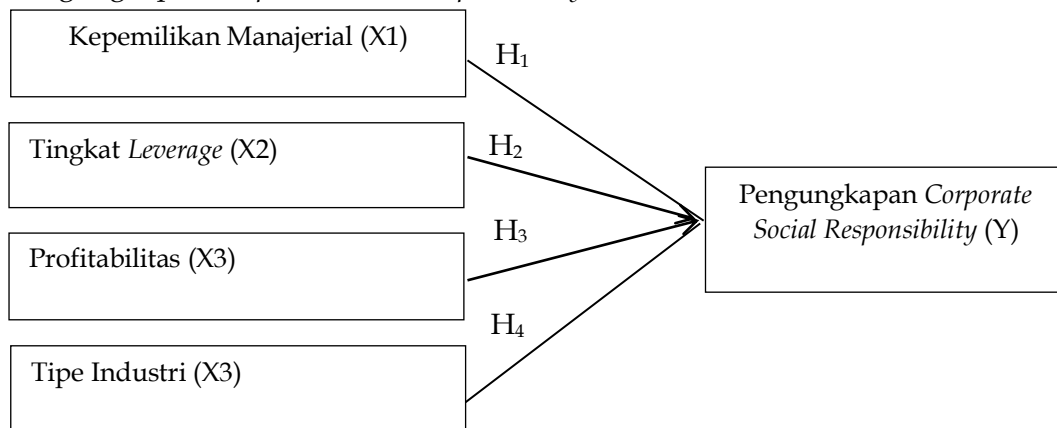 Kepemilikan Manajerial (X1)
H₁
Tingkat Leverage (X2)
H₂
Pengungkapan Corporate
Social Responsibility (Y)
H₃
Profitabilitas (X3)
H₄
Tipe Industri (X3)